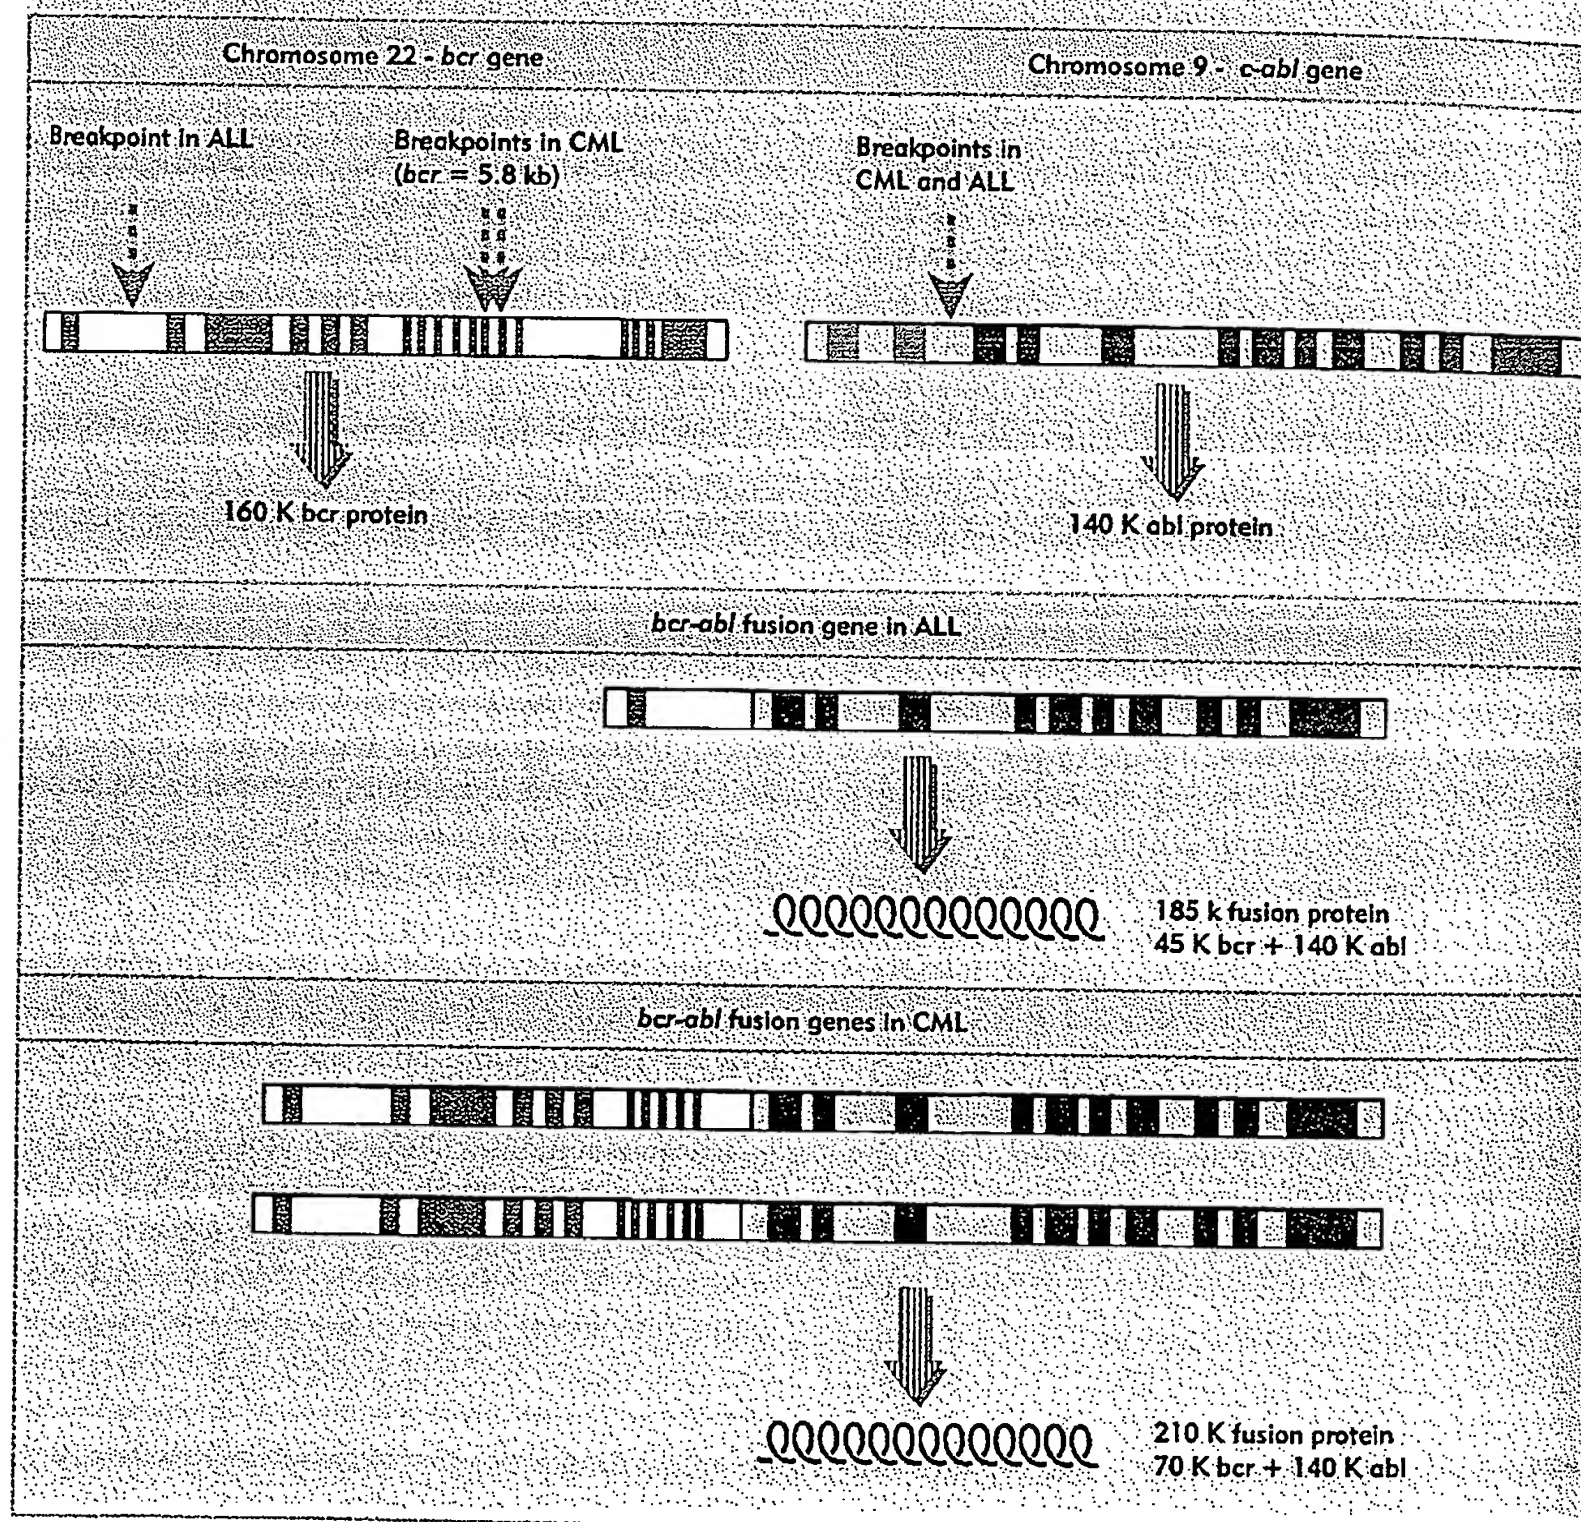 Chromosome 22 - bcr gene
Chromosome 9 - c-abl gene
Breakpoint in ALL
Breakpoints in CML
(bcr = 5.8 kb)
Breakpoints in
CML and ALL
160 K bcr protein
140 K abl protein
bcr-abl fusion gene in ALL
185 k fusion protein
45 K bcr + 140 K abl
bcr-abl fusion genes in CML
210 K fusion protein
70 K bcr + 140 K abl